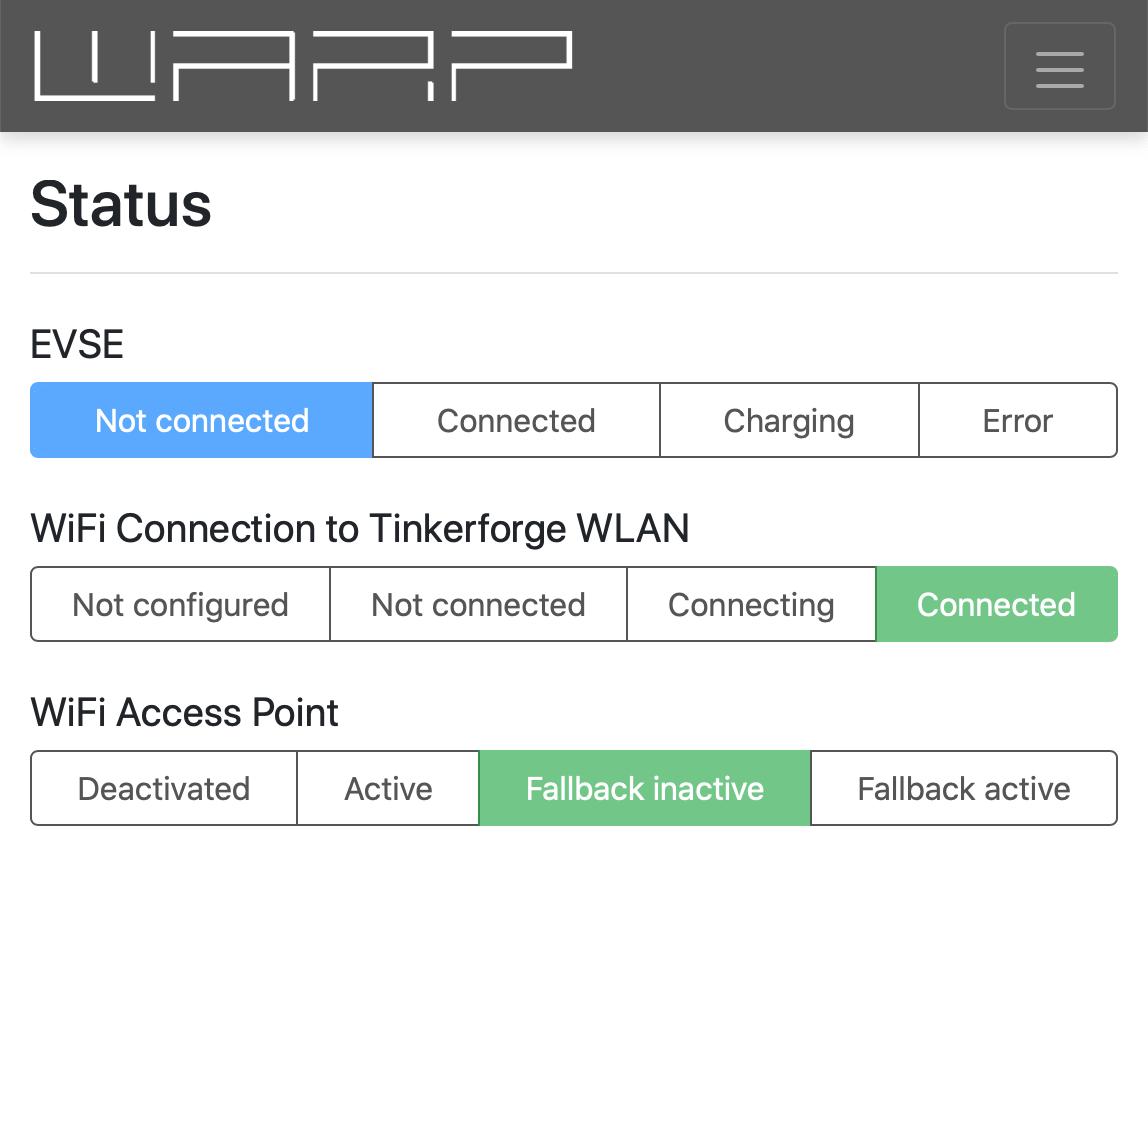 WARP
Status
EVSE
Not connected Connected Charging Error
WiFi Connection to Tinkerforge WLAN
Not configured Not connected Connecting Connected
WiFi Access Point
Deactivated Active Fallback inactive Fallback active